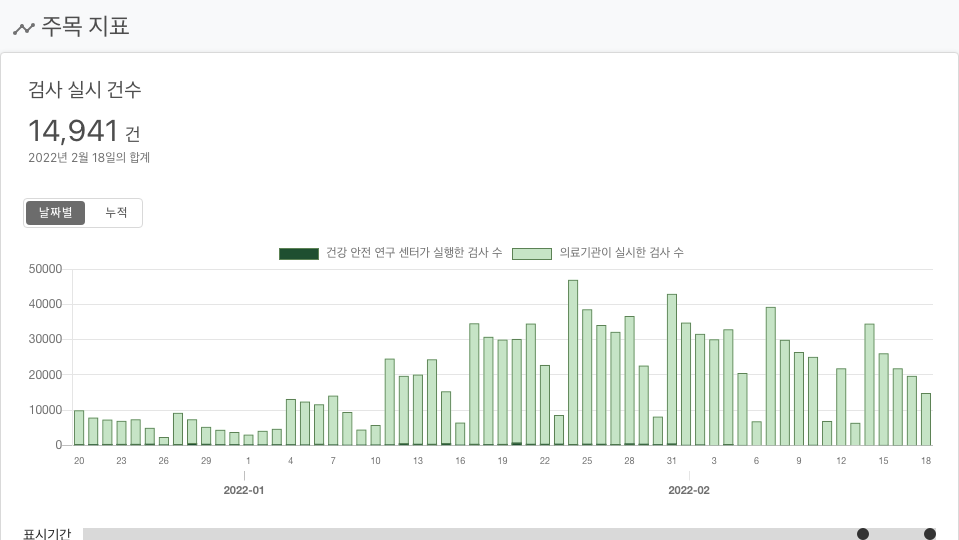 주목 지표
검사 실시 건수
14,941 건
2022년 2월 18일의 합계
날짜별 누적
건강 안전 연구 센터가 실행한 검사 수 의료기관이 실시한 검사 수
50000
40000
30000
20000
10000
0
20 23 26 29 1 4 7 10 13 16 19 22 25 28 31 3 6 9 12 15 18
2022-01 2022-02
표시기간